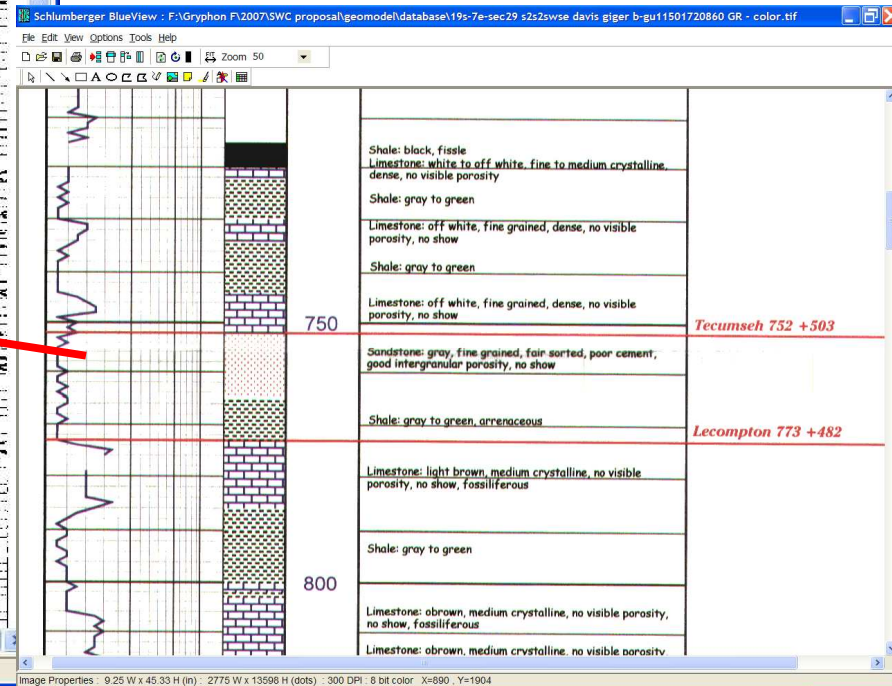 Schlumberger BlueView : F:\Gryphon F\2007\SWC proposal\geomodel\database\19s-7e-sec29 s2s2swse davis giger b-gu11501720860 GR - color.tif
File Edit View Options Tools Help
Zoom 50
Shale: black, fissle
Limestone: white to off white, fine to medium crystalline,
dense, no visible porosity
Shale: gray to green
Limestone: off white, fine grained, dense, no visible
porosity, no show
Shale: gray to green
Limestone: off white, fine grained, dense, no visible
porosity, no show
750
Tecumseh 752 +503
Sandstone: gray, fine grained, fair sorted, poor cement,
good intergranular porosity, no show
Shale: gray to green, arrenaceous
Lecompton 773 +482
Limestone: light brown, medium crystalline, no visible
porosity, no show, fossiliferous
Shale: gray to green
800
Limestone: obrown, medium crystalline, no visible porosity,
no show, fossiliferous
Limestone: obrown, medium crystalline, no visible porosity,
Image Properties : 9.25 W x 45.33 H (in) : 2775 W x 13598 H (dots) : 300 DPI : 8 bit color X=890 , Y=1904